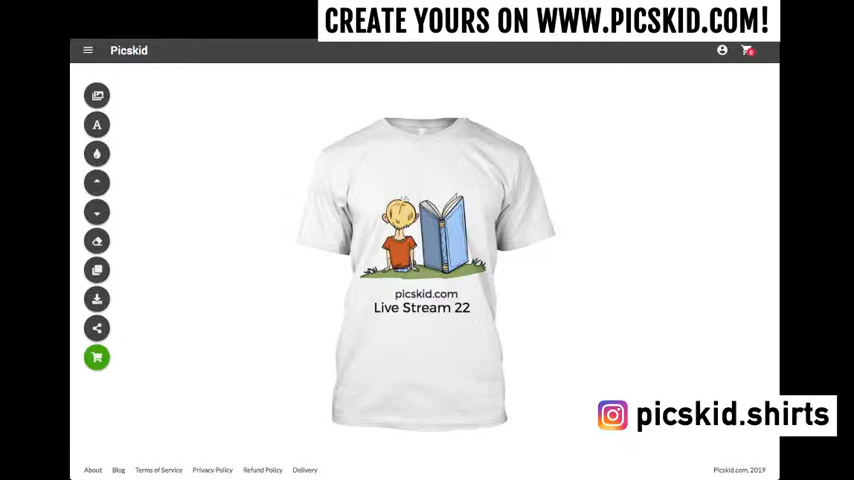 CREATE YOURS ON WWW.PICSKID.COM!
Picskid
A
picskid.com
Live Stream 22
picskid.shirts
About Blog Terms of Service Privacy Policy Refund Policy Delivery Picskid.com, 2019